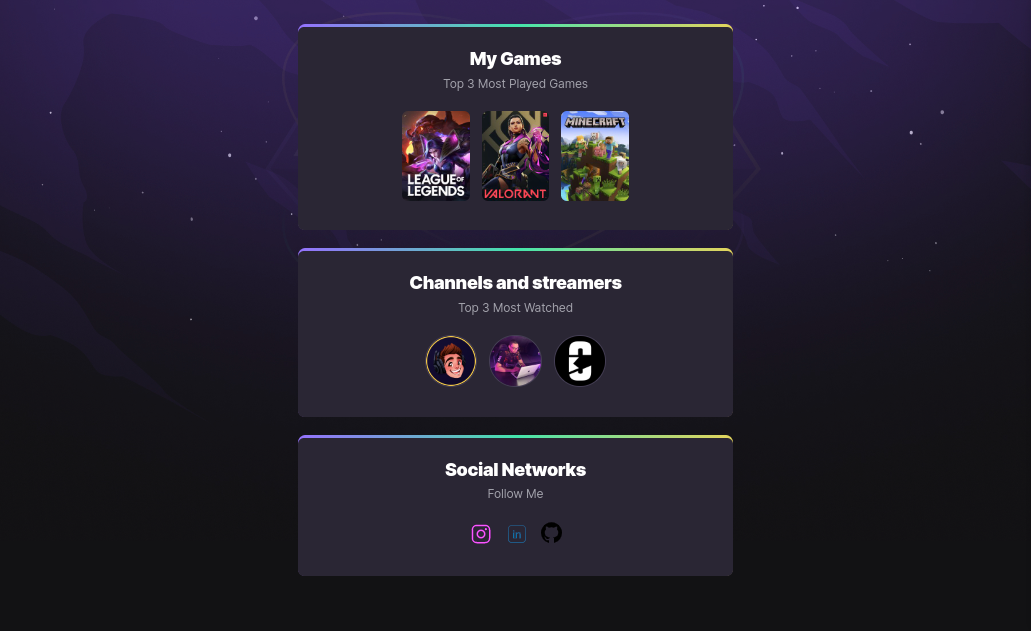 My Games
Top 3 Most Played Games
LEAGUE OF
LEGENDS
VALORANT
MINECRAFT
Channels and streamers
Top 3 Most Watched
Social Networks
Follow Me
in